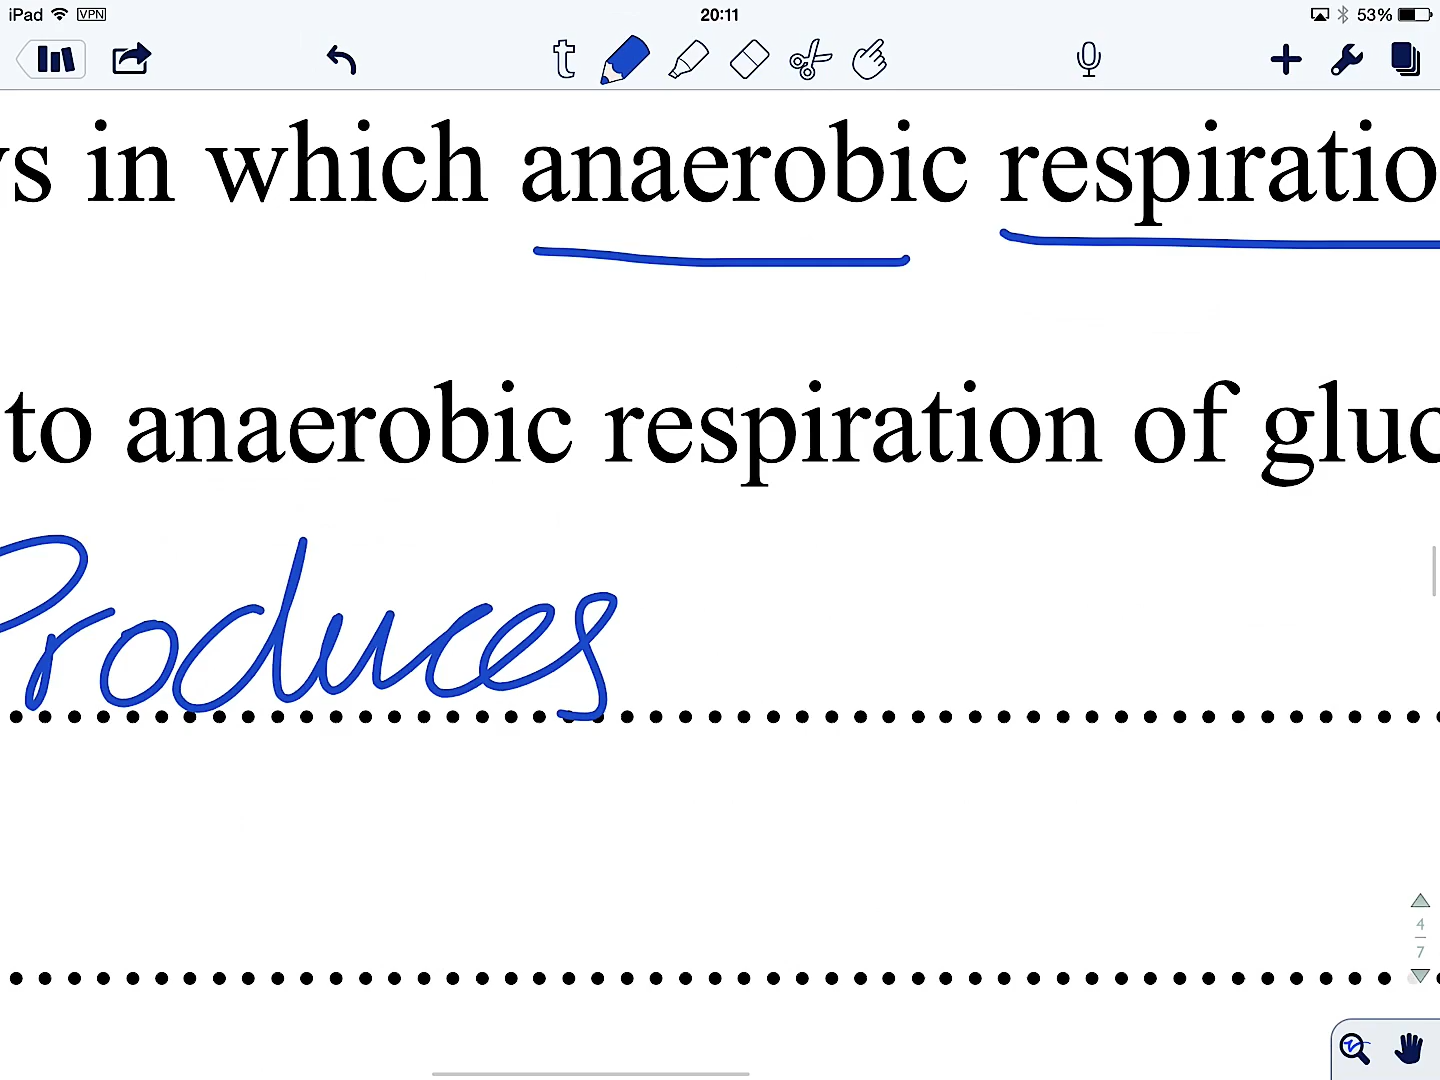 iPad VPN 20:11 53%
t
s in which anaerobic respiratio
to anaerobic respiration of gluc
Produces
4
7